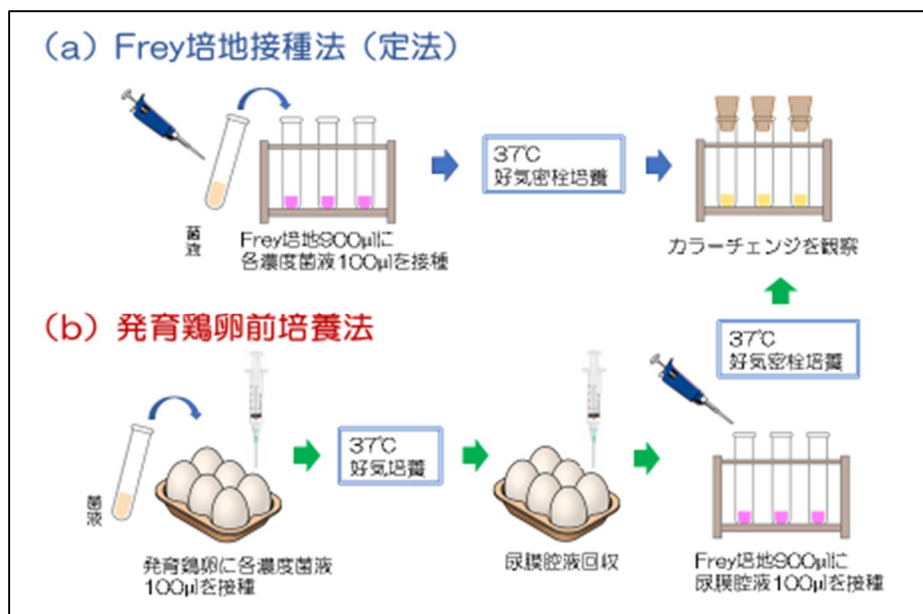 （a）Frey培地接種法（定法）
菌液
Frey培地900μlに
各濃度菌液100μlを接種
37℃
好気密栓培養
カラーチェンジを観察
（b）発育鶏卵前培養法
菌液
発育鶏卵に各濃度菌液
100μlを接種
37℃
好気培養
尿膜腔液回収
Frey培地900μlに
尿膜腔液100μlを接種
37℃
好気密栓培養